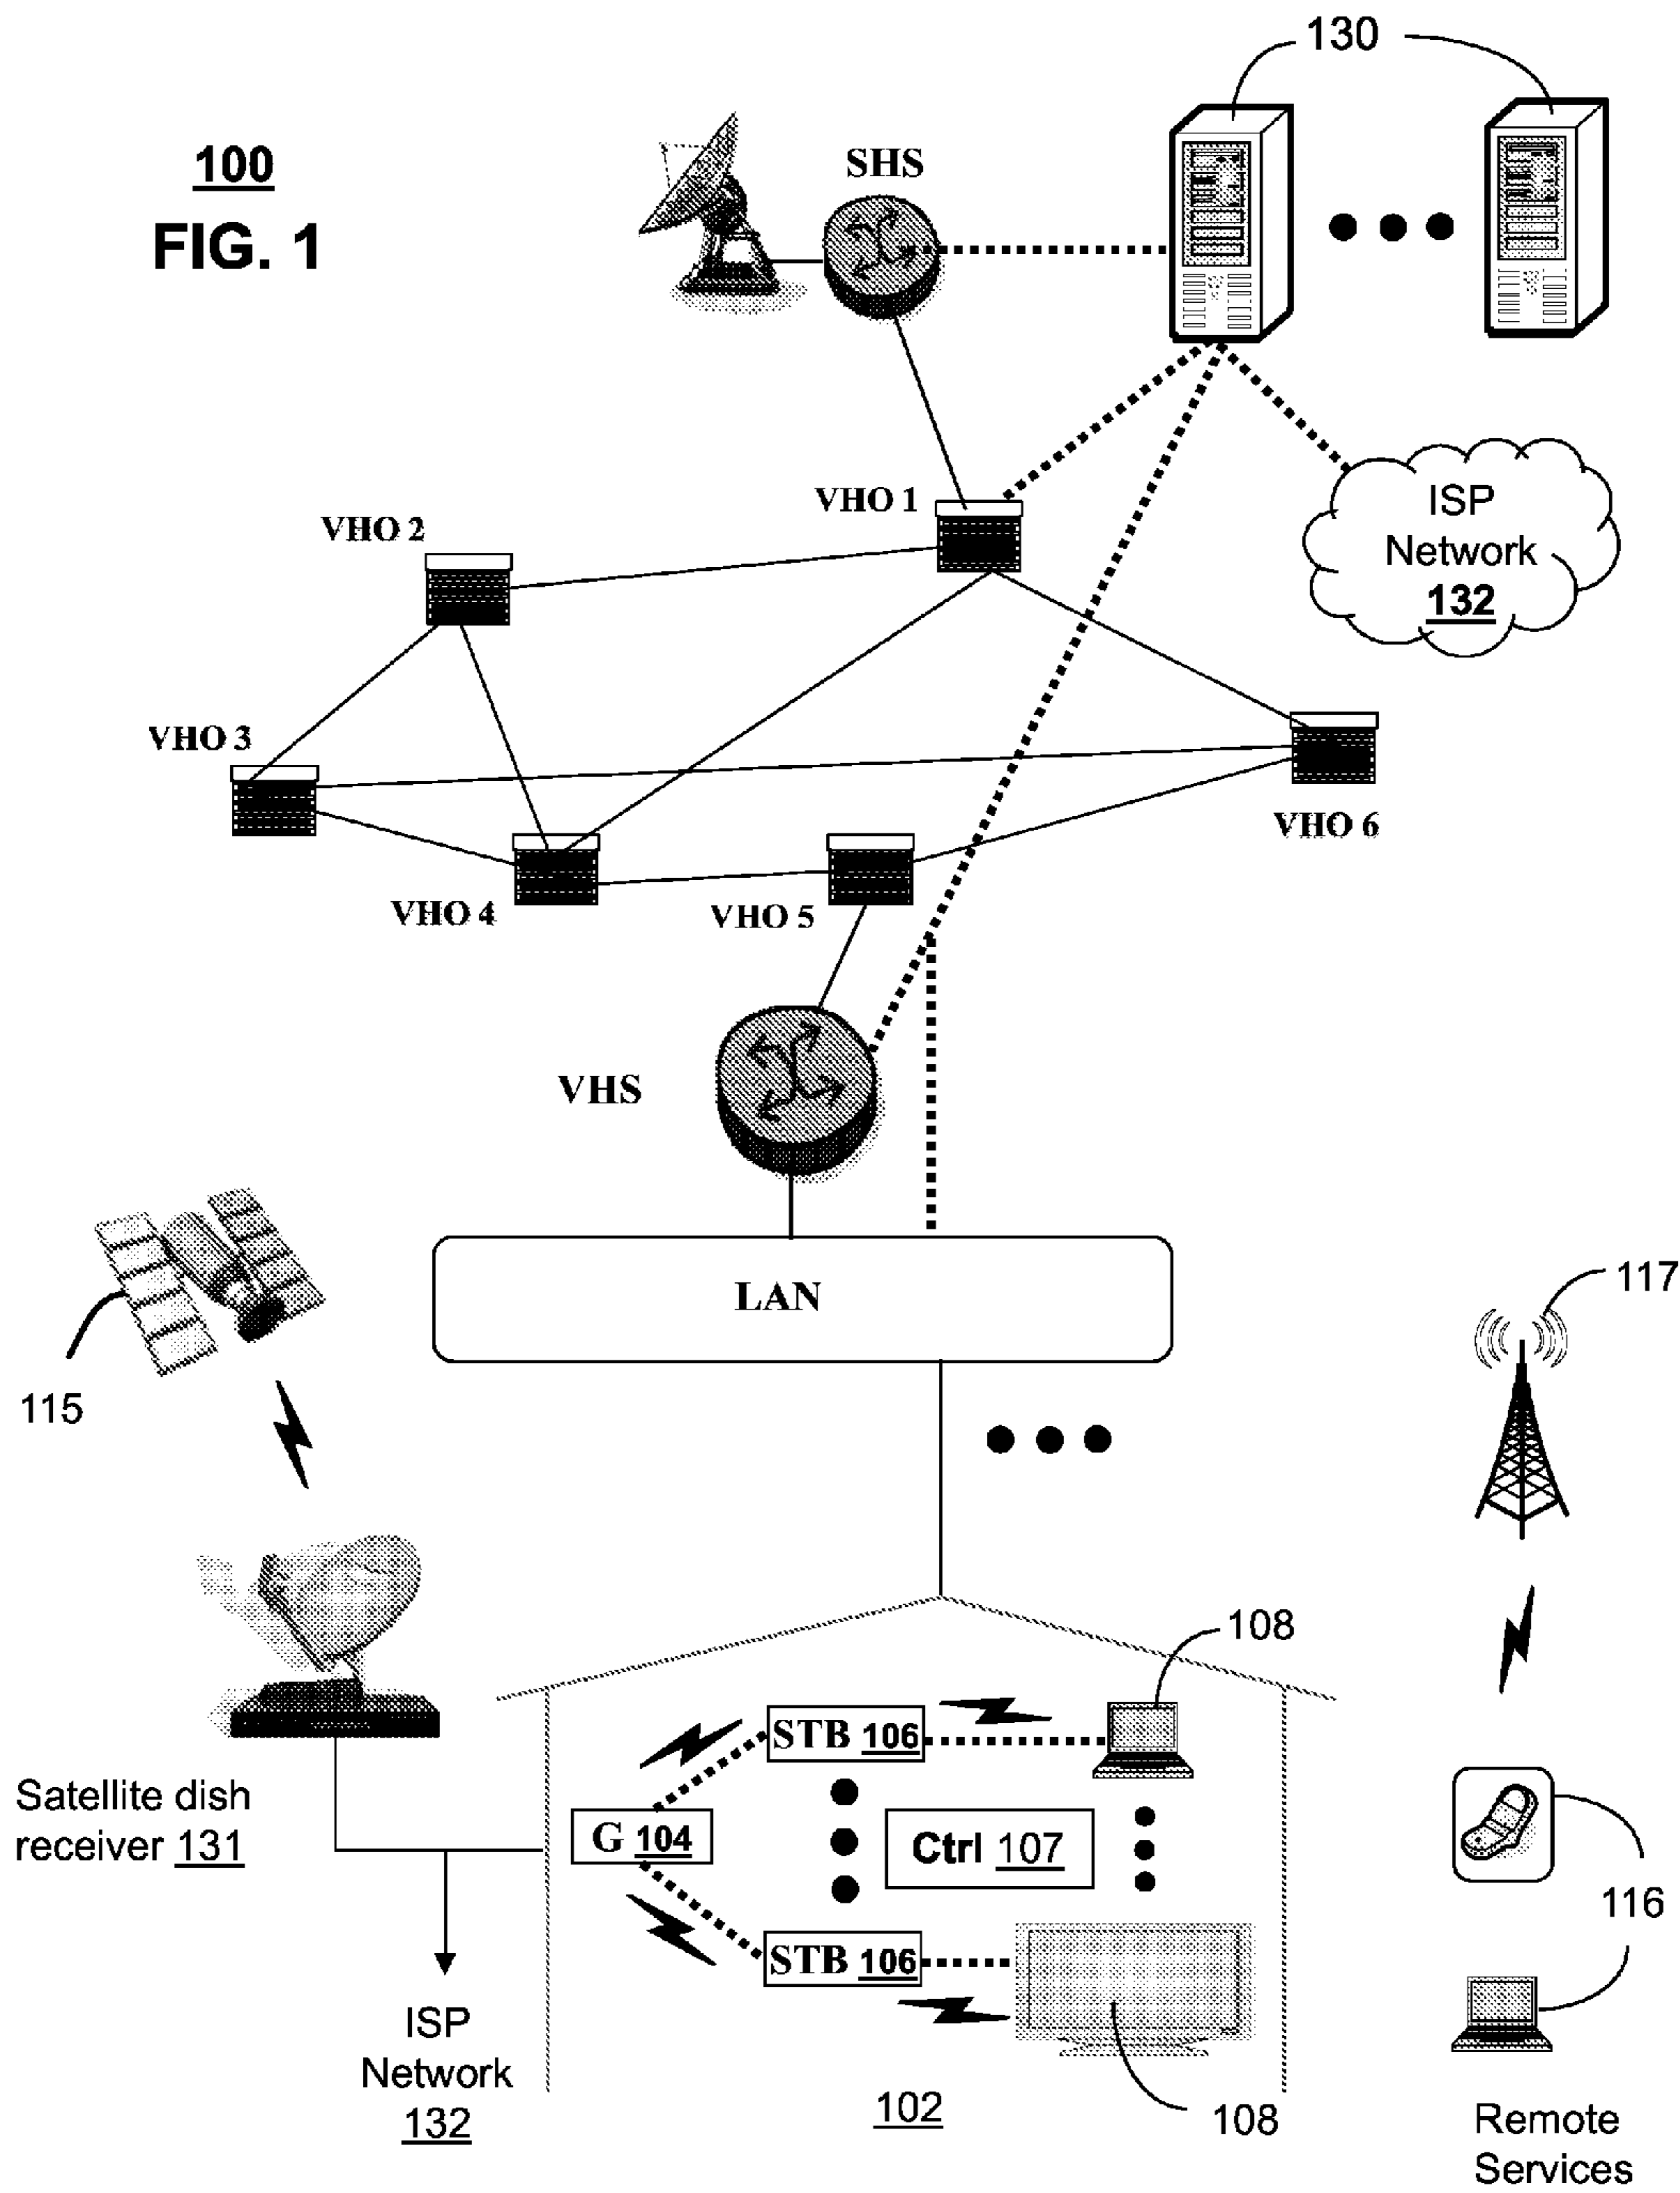 130
100
FIG. 1
SHS
ISP
Network
132
VHO 1
VHO 2
VHO 3
VHO 6
VHO 4
VHO 5
VHS
LAN
117
115
108
STB 106
Satellite dish
receiver 131
G 104
Ctrl 107
116
STB 106
ISP
Network
132
102
108
Remote
Services